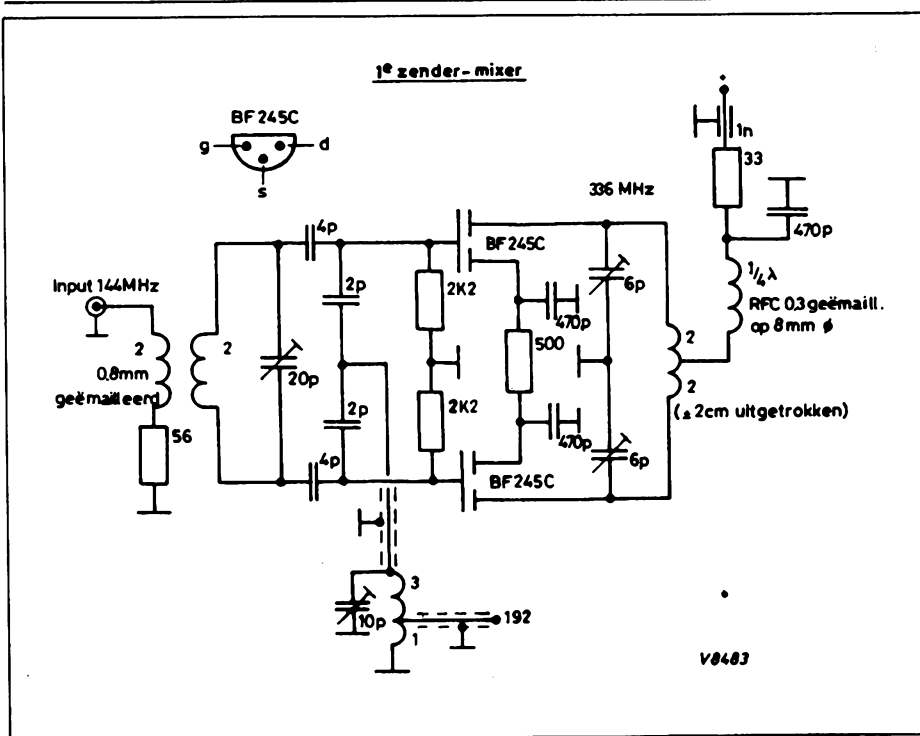 1e zender-mixer
BF245C
g
d
s
1n
33
470p
336 MHz
4p
BF245C
Input 144MHz
2
0,8mm
geëmailleerd
2
20p
2p
2p
2K2
2K2
470p
500
470p
6p
6p
1/4 λ
RFC 0,3 geëmaill.
op 8mm ϕ
2
2
(± 2cm uitgetrokken)
56
4p
BF245C
3
10p
1
192
V8483